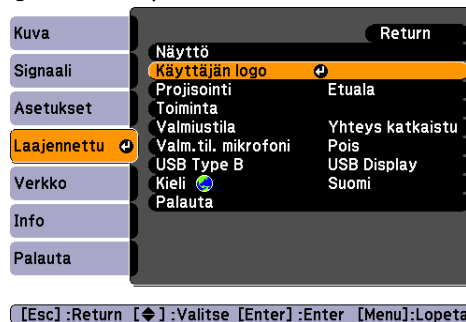 Kuva
Signaali
Asetukset
Laajennettu
Verkko
Info
Palauta
Return
Näyttö
Käyttäjän logo
Projisointi Etuala
Toiminta
Valmiustila Yhteys katkaistu
Valm.til. mikrofoni Pois
USB Type B USB Display
Kieli Suomi
Palauta
[Esc] :Return [ ] :Valitse [Enter] :Enter [Menu]:Lopeta